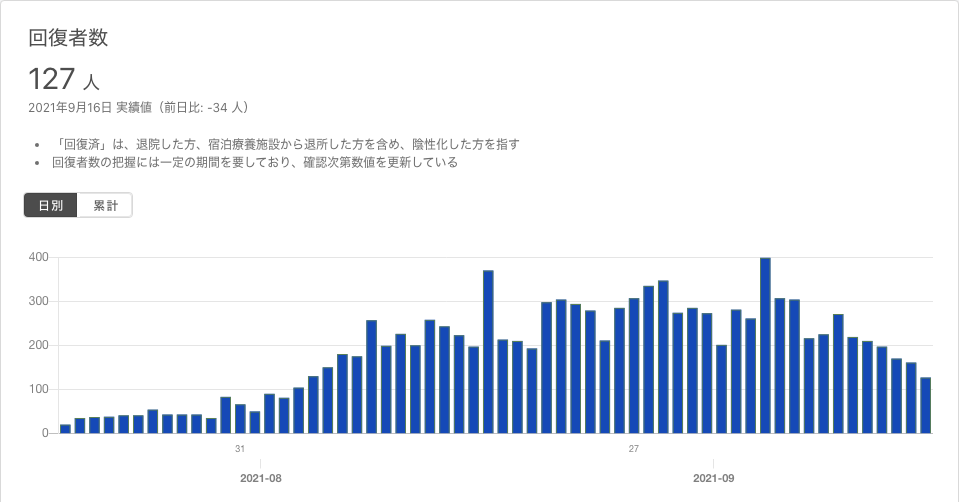 回復者数
127 人
2021年9月16日 実績値（前日比: -34 人）
• 「回復済」は、退院した方、宿泊療養施設から退所した方を含め、陰性化した方を指す
• 回復者数の把握には一定の期間を要しており、確認次第数値を更新している
日別 累計
400
300
200
100
0
31 27
2021-08 2021-09